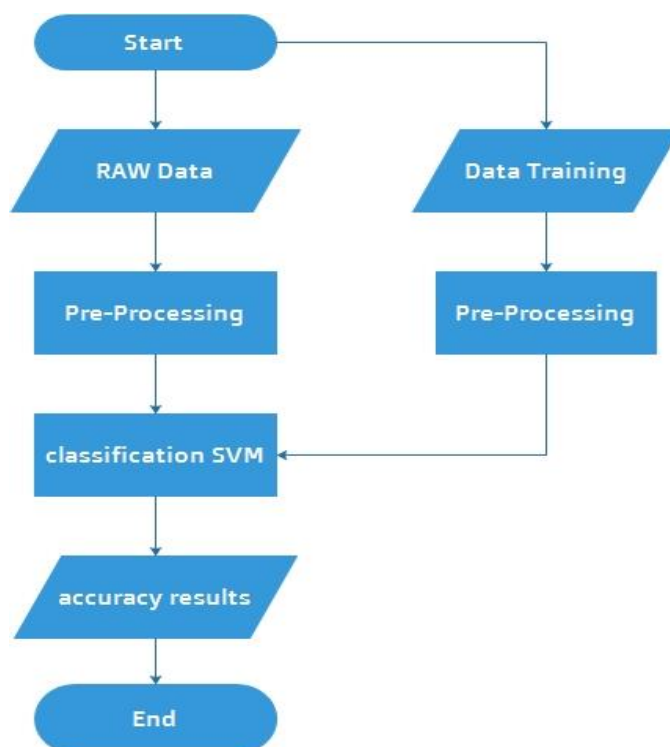 Start
RAW Data
Data Training
Pre-Processing
Pre-Processing
classification SVM
accuracy results
End